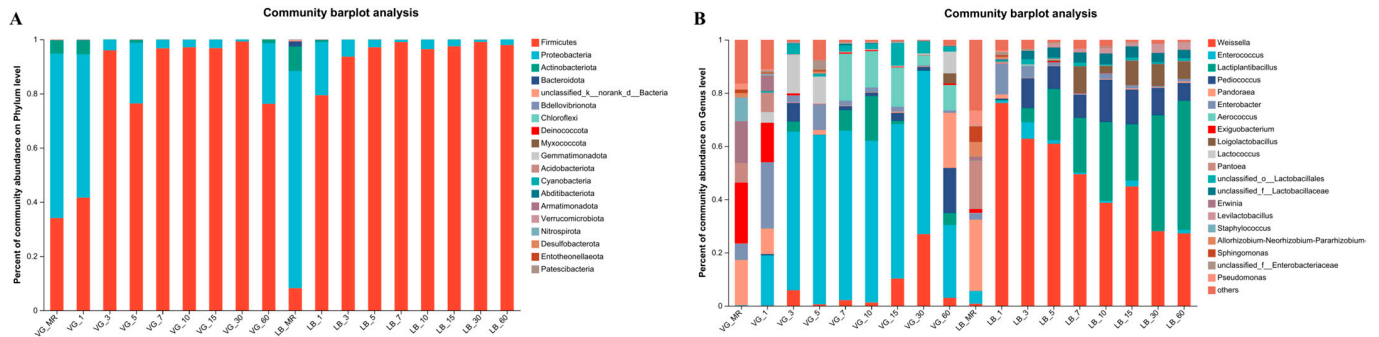 A
Community barplot analysis
Percent of community abundance on Phylum level
1
0.8
0.6
0.4
0.2
0
VG_MR
VG_1
VG_3
VG_5
VG_7
VG_10
VG_15
VG_30
VG_60
LB_MR
LB_1
LB_3
LB_5
LB_7
LB_10
LB_15
LB_30
LB_60
Firmicutes
Proteobacteria
Actinobacteriota
Bacteroidota
unclassified_k__norank_d__Bacteria
Bdellovibrionota
Chloroflexi
Deinococcota
Myxococcota
Gemmatimonadota
Acidobacteriota
Cyanobacteria
Abditibacteriota
Armatimonadota
Verrucomicrobiota
Nitrospirota
Desulfobacterota
Entotheonellaeota
Patescibacteria
B
Community barplot analysis
Percent of community abundance on Genus level
1
0.8
0.6
0.4
0.2
0
VG_MR
VG_1
VG_3
VG_5
VG_7
VG_10
VG_15
VG_30
VG_60
LB_MR
LB_1
LB_3
LB_5
LB_7
LB_10
LB_15
LB_30
LB_60
Weissella
Enterococcus
Lactiplantibacillus
Pediococcus
Pandoraea
Enterobacter
Aerococcus
Exiguobacterium
Loigolactobacillus
Lactococcus
Pantoea
unclassified_o__Lactobacillales
unclassified_f__Lactobacillaceae
Erwinia
Levilactobacillus
Staphylococcus
Allorhizobium-Neorhizobium-Pararhizobium-
Sphingomonas
unclassified_f__Enterobacteriaceae
Pseudomonas
others